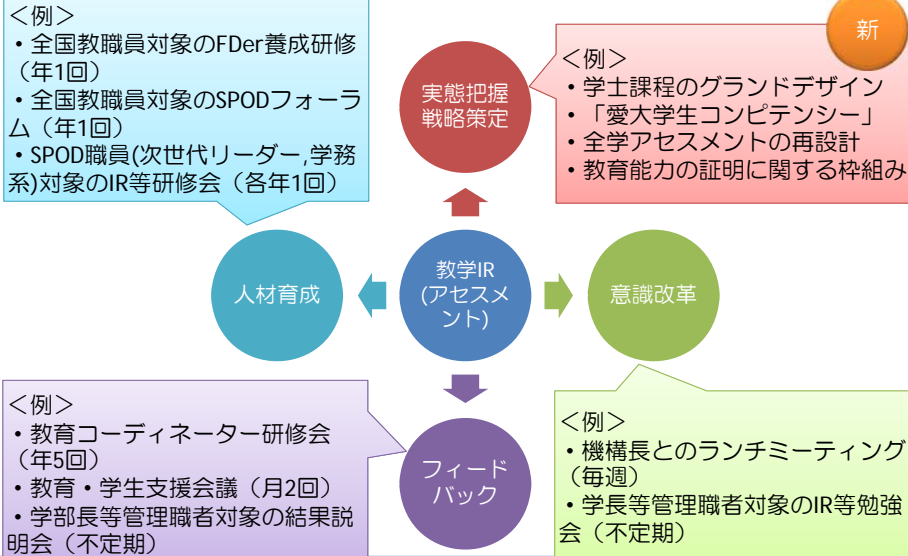 ＜例＞
・全国教職員対象のFDer養成研修
（年1回）
・全国教職員対象のSPODフォーラ
ム（年1回）
・SPOD職員(次世代リーダー,学務
系)対象のIR等研修会（各年1回）
実態把握
戦略策定
新
＜例＞
・学士課程のグランドデザイン
・「愛大学生コンピテンシー」
・全学アセスメントの再設計
・教育能力の証明に関する枠組み
人材育成
教学IR
(アセスメ
ント)
意識改革
＜例＞
・教育コーディネーター研修会
（年5回）
・教育・学生支援会議（月2回）
・学部長等管理職者対象の結果説
明会（不定期）
フィード
バック
＜例＞
・機構長とのランチミーティング
（毎週）
・学長等管理職者対象のIR等勉強
会（不定期）